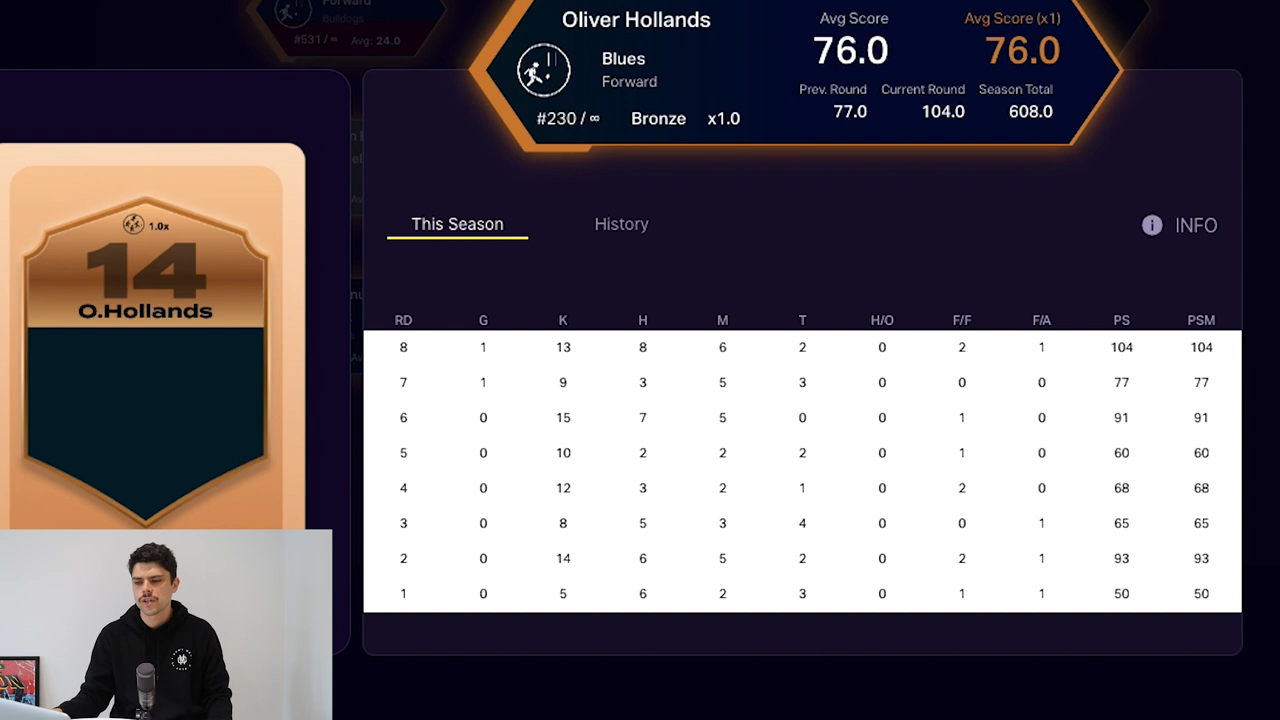 Forward
Bulldogs
#531 / ∞ Avg: 24.0
Oliver Hollands
Blues
Forward
#230 / ∞ Bronze x1.0
Avg Score Avg Score (x1)
76.0 76.0
Prev. Round Current Round Season Total
77.0 104.0 608.0
1.0x
14
O.Hollands
This Season History INFO
RD G K H M T H/O F/F F/A PS PSM
8 1 13 8 6 2 0 2 1 104 104
7 1 9 3 5 3 0 0 0 77 77
6 0 15 7 5 0 0 1 0 91 91
5 0 10 2 2 2 0 1 0 60 60
4 0 12 3 2 1 0 2 0 68 68
3 0 8 5 3 4 0 0 1 65 65
2 0 14 6 5 2 0 2 1 93 93
1 0 5 6 2 3 0 1 1 50 50